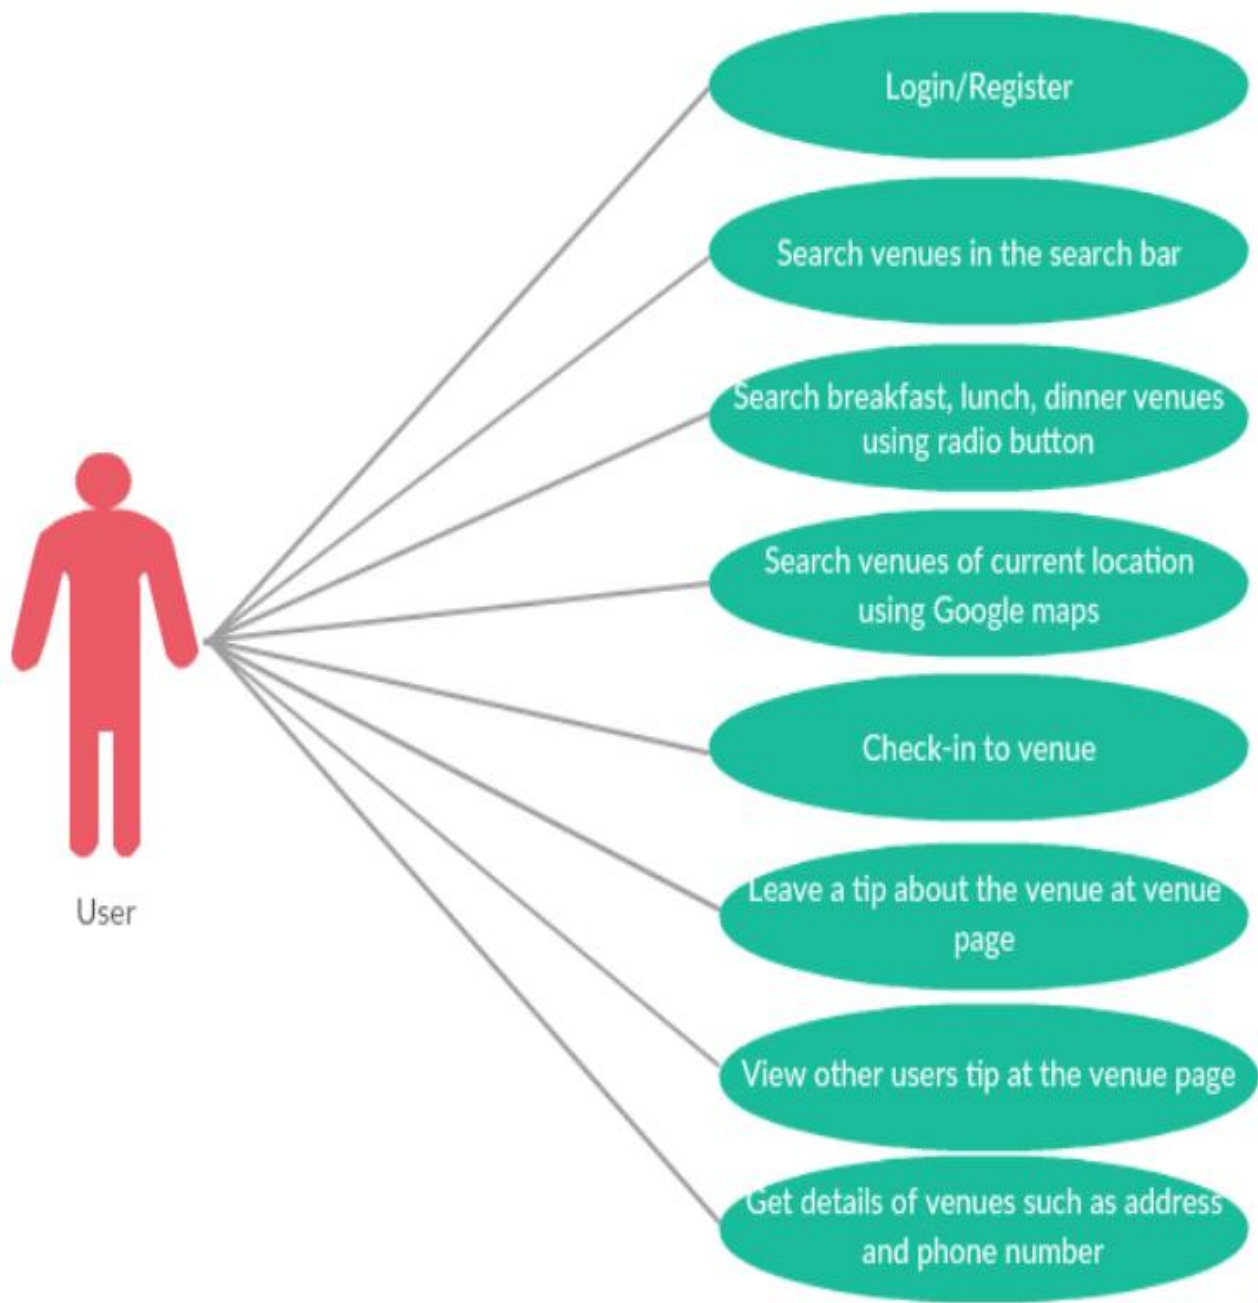 Login/Register
Search venues in the search bar
Search breakfast, lunch, dinner venues
using radio button
Search venues of current location
using Google maps
Check-in to venue
Leave a tip about the venue at venue
page
User
View other users tip at the venue page
Get details of venues such as address
and phone number